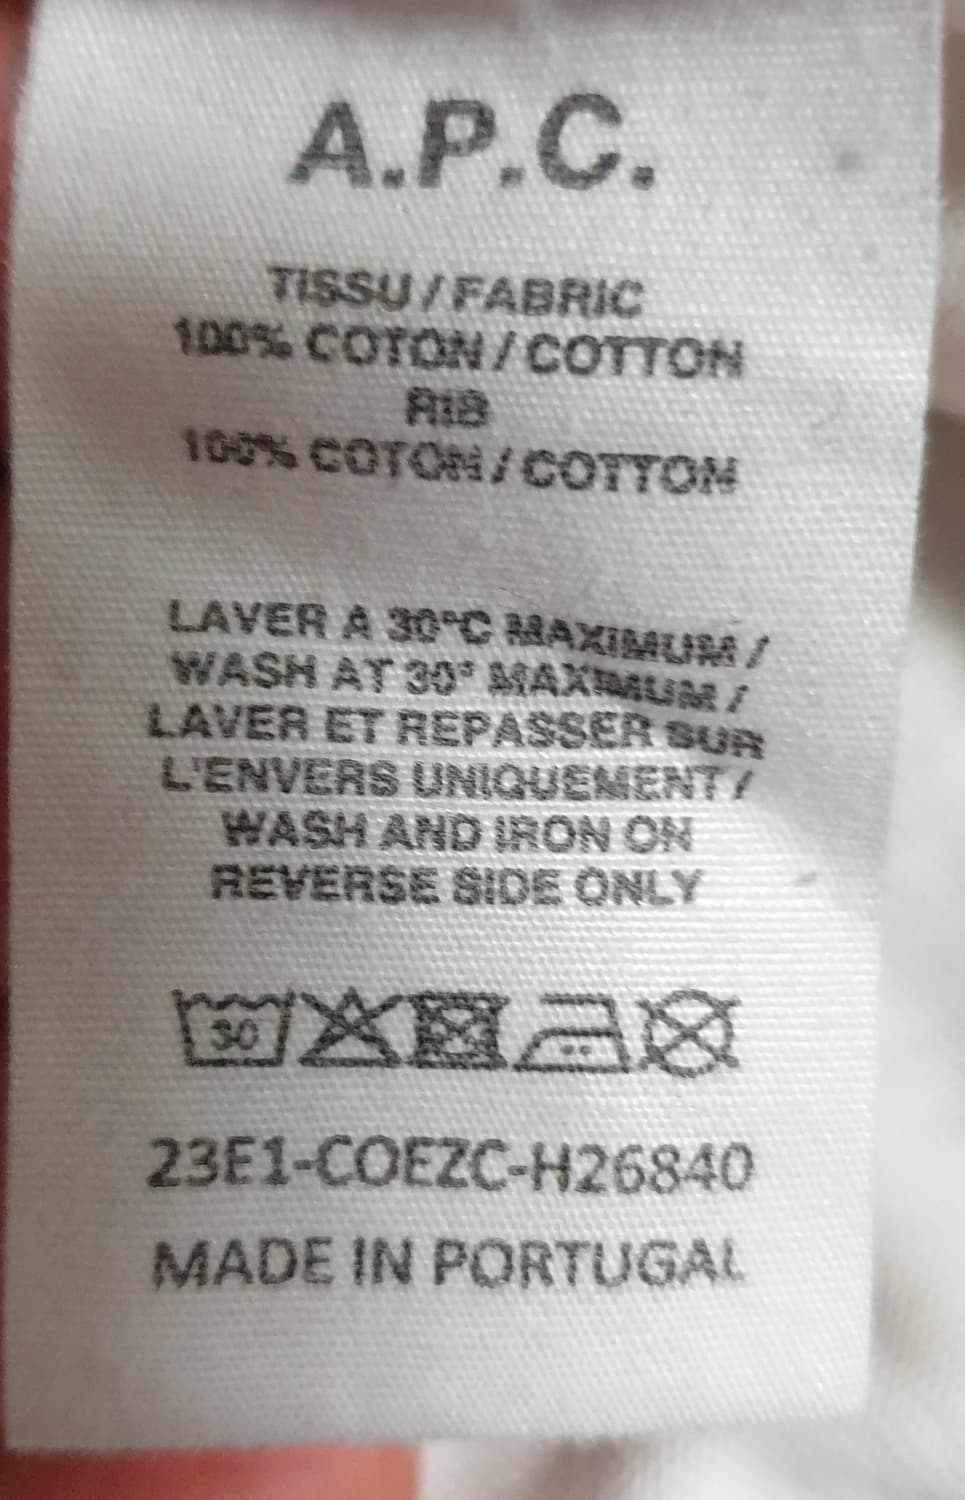 A.P.C.
TISSU / FABRIC
100% COTON / COTTON
RIB
100% COTON / COTTON
LAVER A 30°C MAXIMUM /
WASH AT 30° MAXIMUM /
LAVER ET REPASSER SUR
L'ENVERS UNIQUEMENT /
WASH AND IRON ON
REVERSE SIDE ONLY
30
23E1-COEZC-H26840
MADE IN PORTUGAL